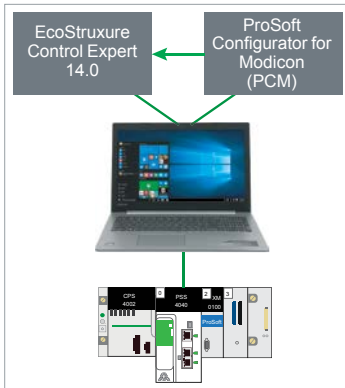 EcoStruxure
Control Expert
14.0
ProSoft
Configurator for
Modicon
(PCM)
CPS
4002
0
PSS
4040
2
XM
0100
3
ProSoft